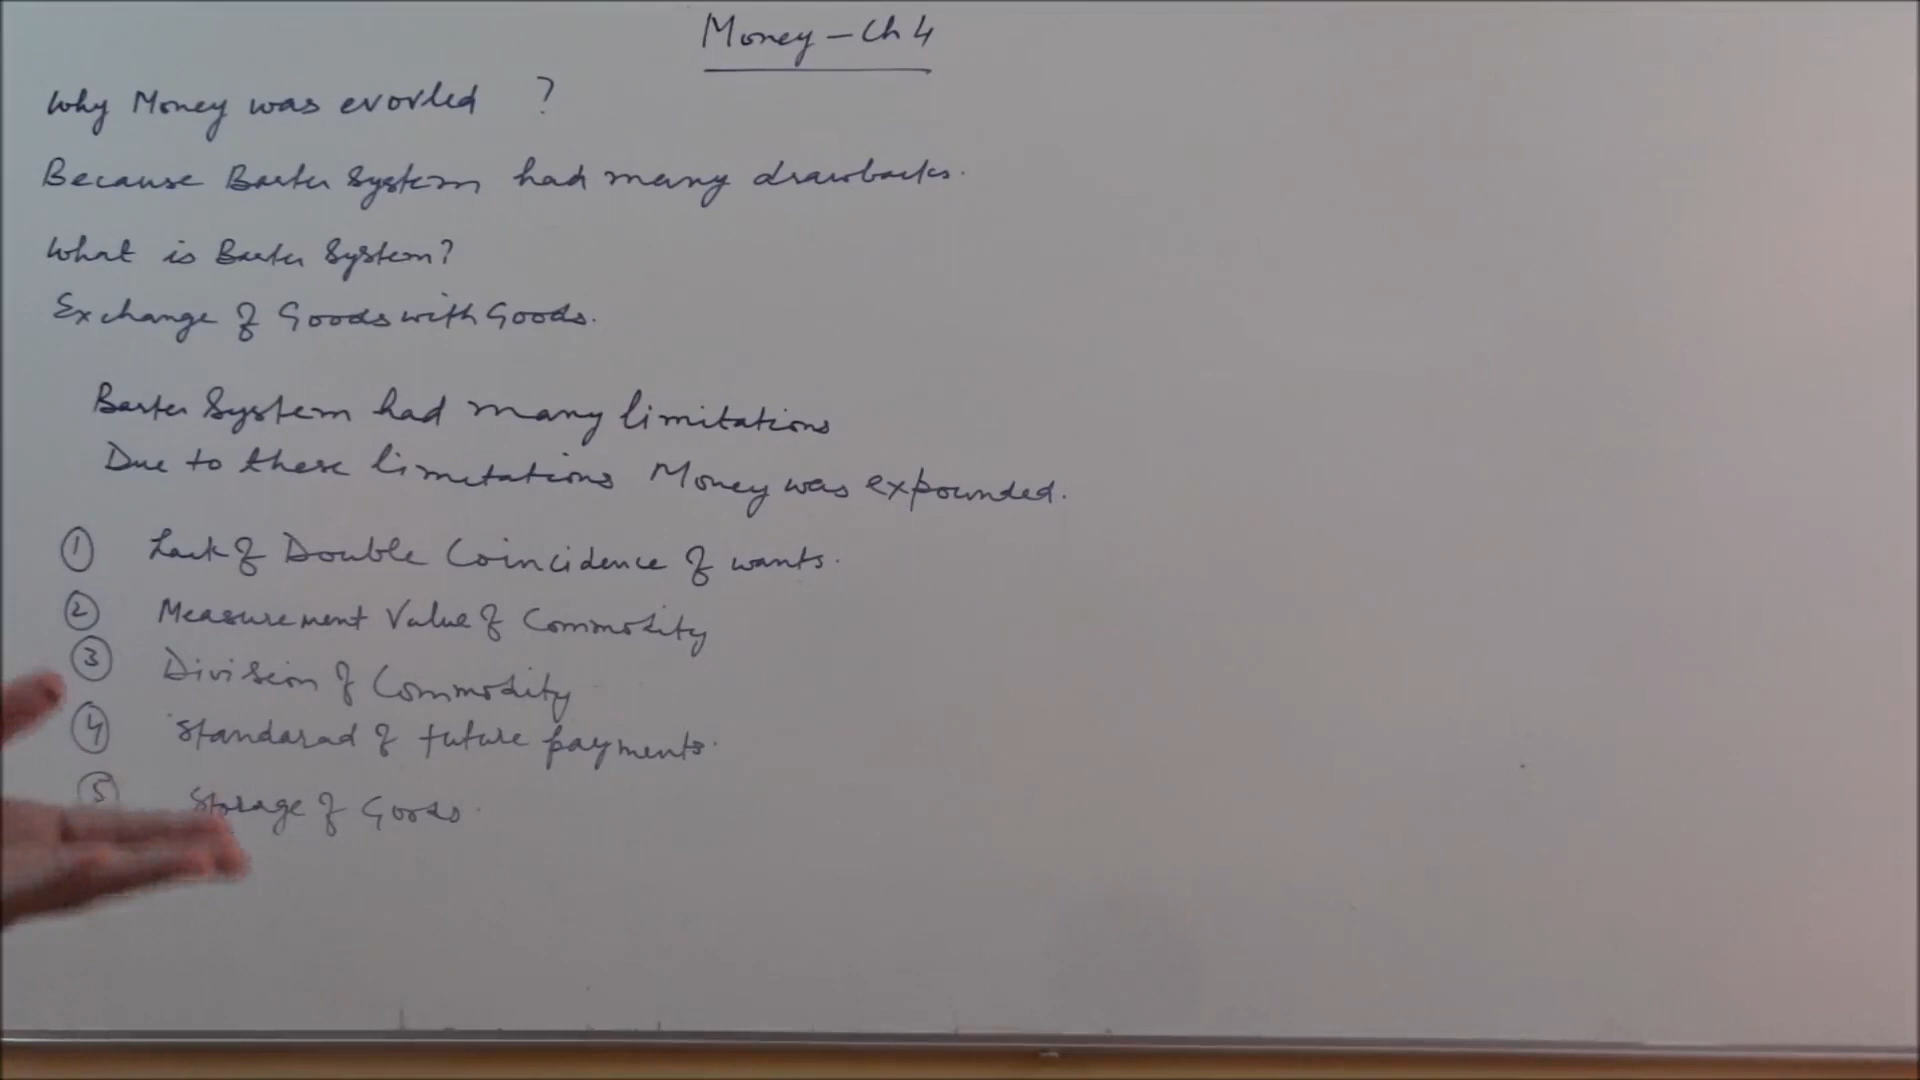 Money - Ch 4
Why Money was evovled ?
Because Barter System had many drawbacks.
What is Barter System?
Exchange of Goods with Goods.
Barter System had many limitations
Due to these limitations Money was expounded.
① Lack of Double Coincidence of wants.
② Measurement Value of Commodity
③ Division of Commodity
④ Standarad of future payments.
⑤ Storage of Goods.